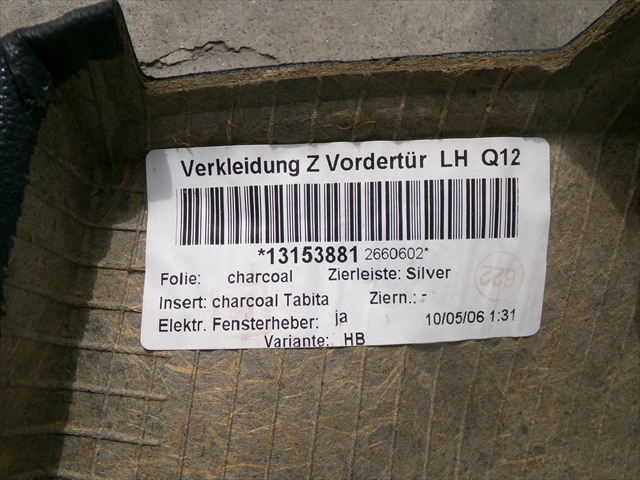 Verkleidung Z Vordertür LH Q12
*13153881 2660602*
Folie: charcoal Zierleiste: Silver
Insert: charcoal Tabita Ziern.: -
Elektr. Fensterheber: ja 10/05/06 1:31
Variante: HB
622